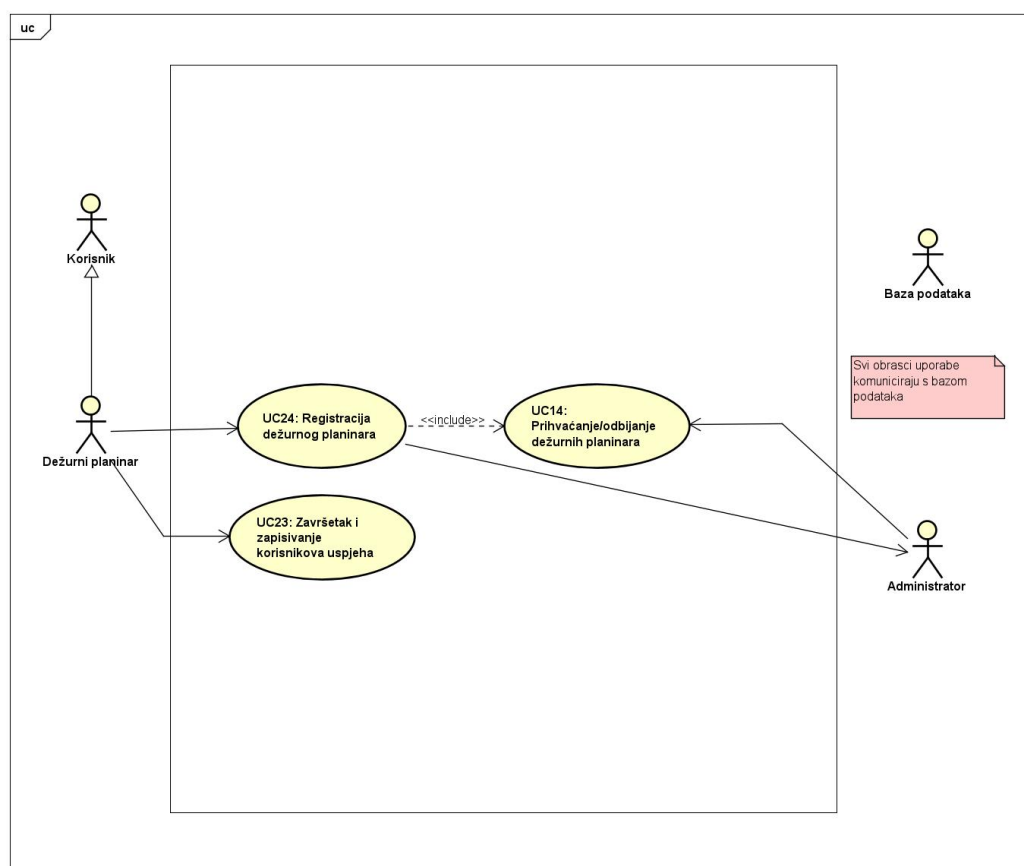 uc
Korisnik
Baza podataka
Svi obrasci uporabe
komuniciraju s bazom
podataka
Dežurni planinar
UC24: Registracija
dežurnog planinara
<<include>>
UC14:
Prihvaćanje/odbijanje
dežurnih planinara
UC23: Završetak i
zapisivanje
korisnikova uspjeha
Administrator